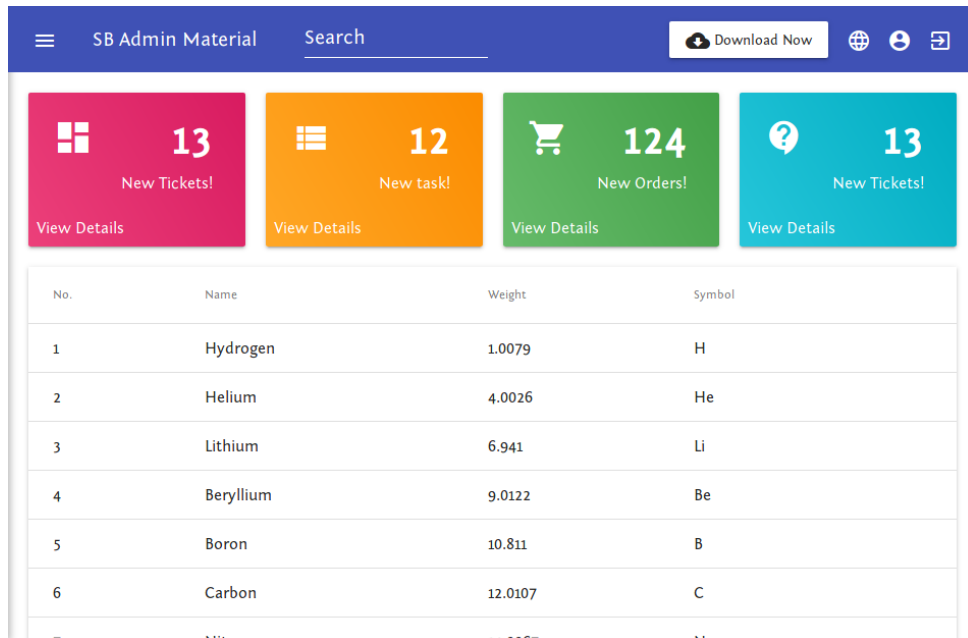 SB Admin Material Search Download Now
13 12 124 13
New Tickets! New task! New Orders! New Tickets!
View Details View Details View Details View Details
No. Name Weight Symbol
1 Hydrogen 1.0079 H
2 Helium 4.0026 He
3 Lithium 6.941 Li
4 Beryllium 9.0122 Be
5 Boron 10.811 B
6 Carbon 12.0107 C